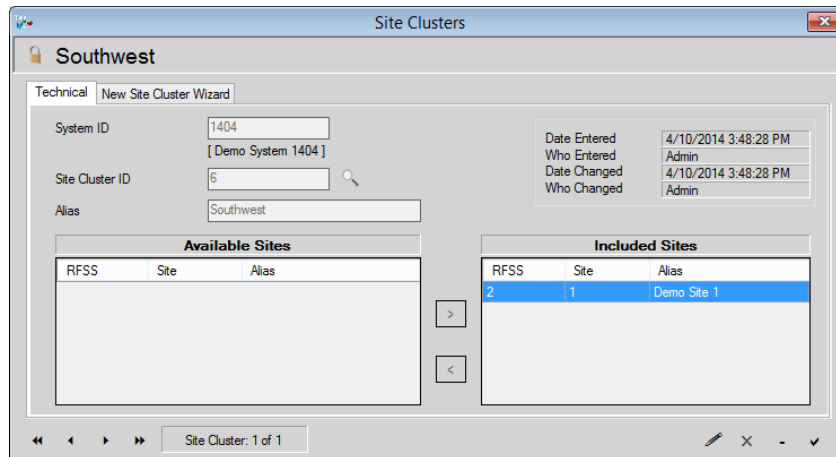 Site Clusters
Southwest
Technical New Site Cluster Wizard
System ID 1404
[ Demo System 1404 ]
Site Cluster ID 6
Alias Southwest
Date Entered 4/10/2014 3:48:28 PM
Who Entered Admin
Date Changed 4/10/2014 3:48:28 PM
Who Changed Admin
Available Sites
RFSS Site Alias
>
<
Included Sites
RFSS Site Alias
2 1 Demo Site 1
Site Cluster: 1 of 1